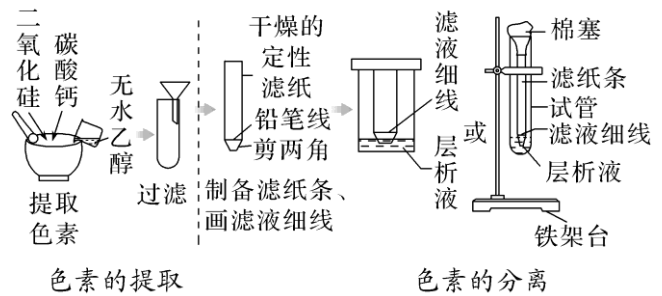 二氧化硅
碳酸钙
无水乙醇
提取色素
过滤
干燥的定性滤纸
铅笔线
剪两角
制备滤纸条、
画滤液细线
滤液细线
层析液
或
棉塞
滤纸条
试管
滤液细线
层析液
铁架台
色素的提取
色素的分离